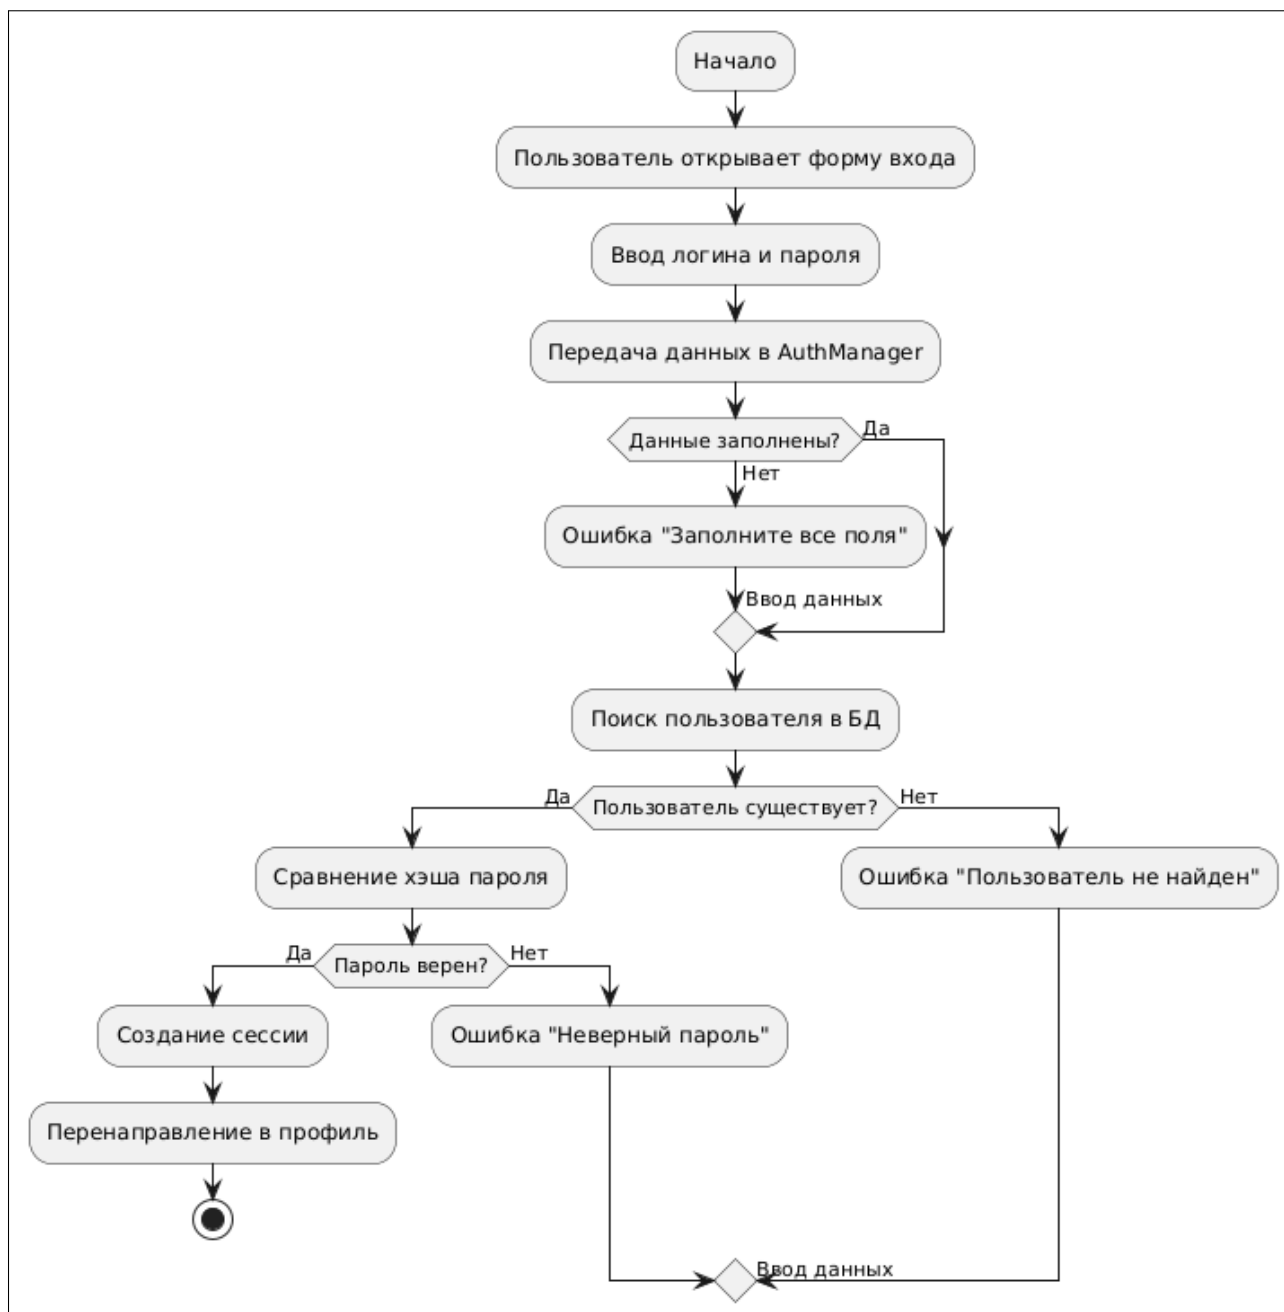 Начало
Пользователь открывает форму входа
Ввод логина и пароля
Передача данных в AuthManager
Данные заполнены?
Да
Нет
Ошибка "Заполните все поля"
Ввод данных
Поиск пользователя в БД
Да
Пользователь существует?
Нет
Сравнение хэша пароля
Ошибка "Пользователь не найден"
Да
Пароль верен?
Нет
Создание сессии
Ошибка "Неверный пароль"
Перенаправление в профиль
Ввод данных